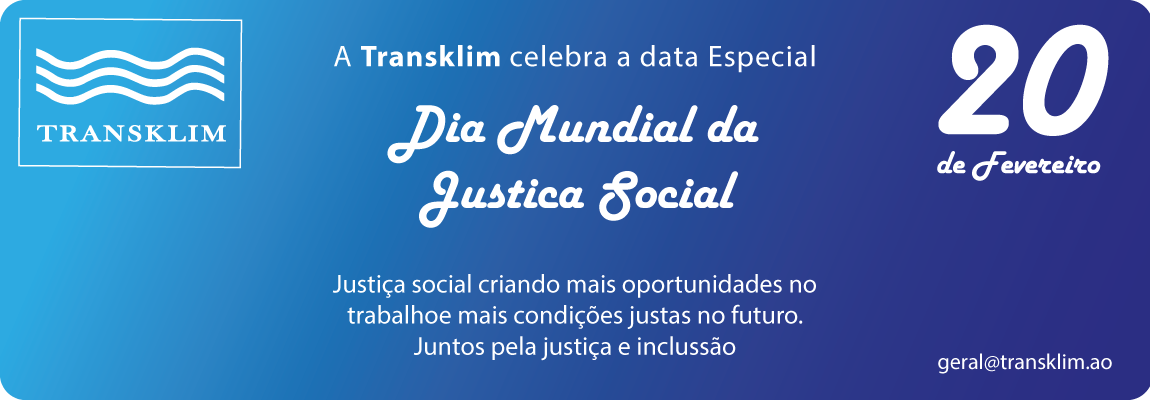 TRANSKLIM
A Transklim celebra a data Especial
Dia Mundial da
Justica Social
20
de Fevereiro
Justiça social criando mais oportunidades no
trabalhoe mais condições justas no futuro.
Juntos pela justiça e inclussão
geral@transklim.ao